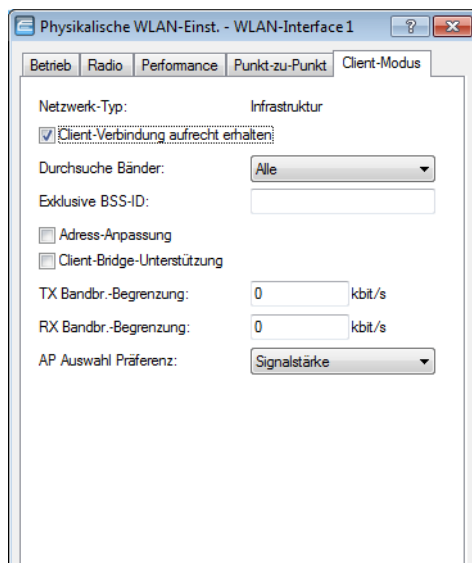 Physikalische WLAN-Einst. - WLAN-Interface 1
Betrieb Radio Performance Punkt-zu-Punkt Client-Modus
Netzwerk-Typ: Infrastruktur
Client-Verbindung aufrecht erhalten
Durchsuche Bänder: Alle
Exklusive BSS-ID:
Adress-Anpassung
Client-Bridge-Unterstützung
TX Bandbr.-Begrenzung: 0 kbit/s
RX Bandbr.-Begrenzung: 0 kbit/s
AP Auswahl Präferenz: Signalstärke